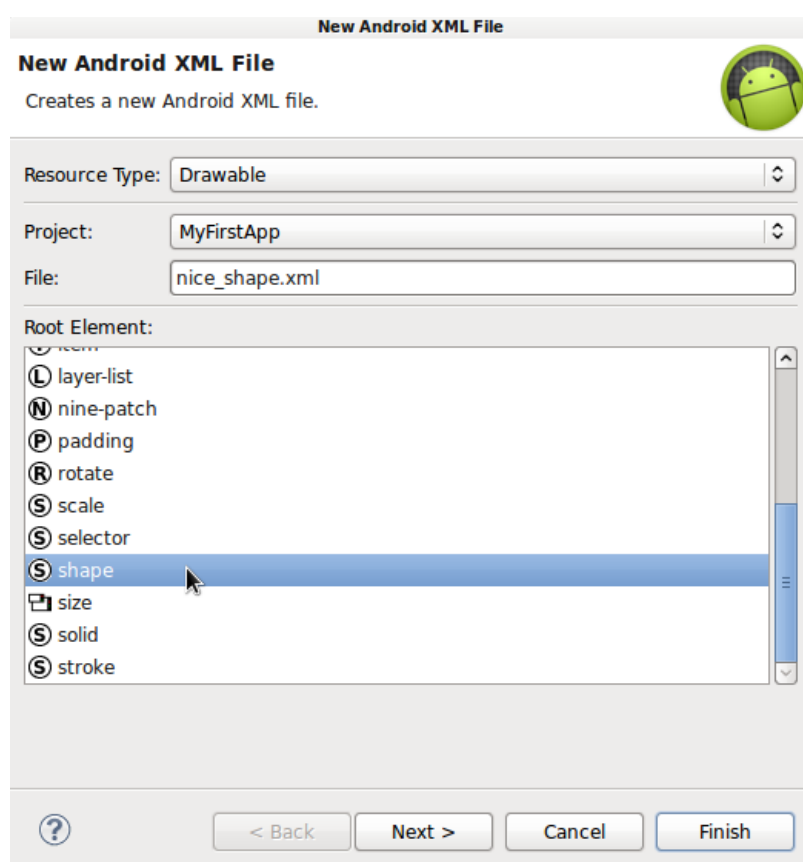 New Android XML File
New Android XML File
Creates a new Android XML file.
Resource Type: Drawable
Project: MyFirstApp
File: nice_shape.xml
Root Element:
L layer-list
N nine-patch
P padding
R rotate
S scale
S selector
S shape
size
S solid
S stroke
? < Back Next > Cancel Finish